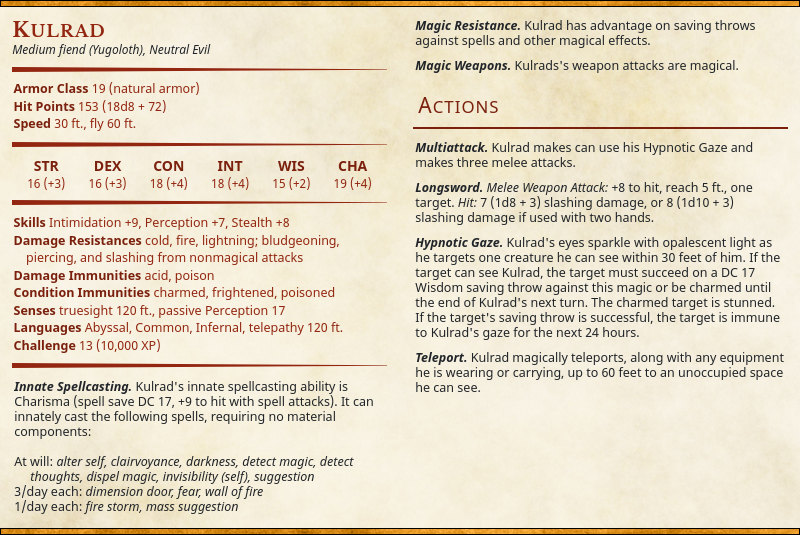 KULRAD
Medium fiend (Yugoloth), Neutral Evil
Armor Class 19 (natural armor)
Hit Points 153 (18d8 + 72)
Speed 30 ft., fly 60 ft.
STR DEX CON INT WIS CHA
16 (+3) 16 (+3) 18 (+4) 18 (+4) 15 (+2) 19 (+4)
Skills Intimidation +9, Perception +7, Stealth +8
Damage Resistances cold, fire, lightning; bludgeoning,
piercing, and slashing from nonmagical attacks
Damage Immunities acid, poison
Condition Immunities charmed, frightened, poisoned
Senses truesight 120 ft., passive Perception 17
Languages Abyssal, Common, Infernal, telepathy 120 ft.
Challenge 13 (10,000 XP)
Innate Spellcasting. Kulrad's innate spellcasting ability is
Charisma (spell save DC 17, +9 to hit with spell attacks). It can
innately cast the following spells, requiring no material
components:
At will: alter self, clairvoyance, darkness, detect magic, detect
thoughts, dispel magic, invisibility (self), suggestion
3/day each: dimension door, fear, wall of fire
1/day each: fire storm, mass suggestion
Magic Resistance. Kulrad has advantage on saving throws
against spells and other magical effects.
Magic Weapons. Kulrads's weapon attacks are magical.
ACTIONS
Multiattack. Kulrad makes can use his Hypnotic Gaze and
makes three melee attacks.
Longsword. Melee Weapon Attack: +8 to hit, reach 5 ft., one
target. Hit: 7 (1d8 + 3) slashing damage, or 8 (1d10 + 3)
slashing damage if used with two hands.
Hypnotic Gaze. Kulrad's eyes sparkle with opalescent light as
he targets one creature he can see within 30 feet of him. If the
target can see Kulrad, the target must succeed on a DC 17
Wisdom saving throw against this magic or be charmed until
the end of Kulrad's next turn. The charmed target is stunned.
If the target's saving throw is successful, the target is immune
to Kulrad's gaze for the next 24 hours.
Teleport. Kulrad magically teleports, along with any equipment
he is wearing or carrying, up to 60 feet to an unoccupied space
he can see.